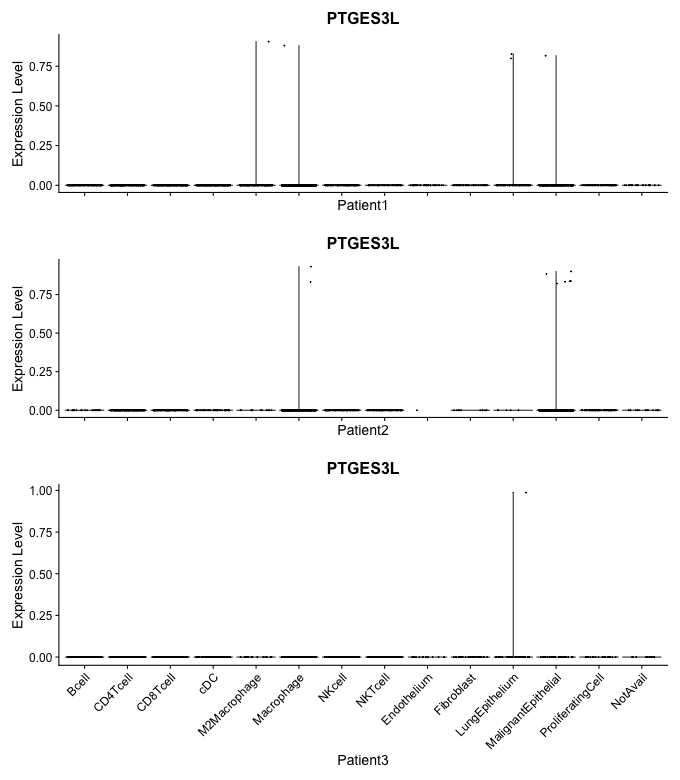 PTGES3L
Expression Level
0.75
0.50
0.25
0.00
Patient1
PTGES3L
Expression Level
0.75
0.50
0.25
0.00
Patient2
PTGES3L
Expression Level
1.00
0.75
0.50
0.25
0.00
Bcell
CD4Tcell
CD8Tcell
cDC
M2Macrophage
Macrophage
NKcell
NKTcell
Endothelium
Fibroblast
LungEpithelium
MalignantEpithelial
ProliferatingCell
NotAvail
Patient3